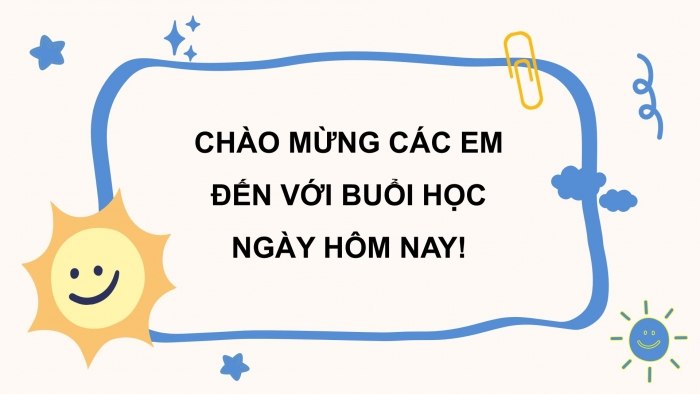 CHÀO MỪNG CÁC EM
ĐẾN VỚI BUỔI HỌC
NGÀY HÔM NAY!